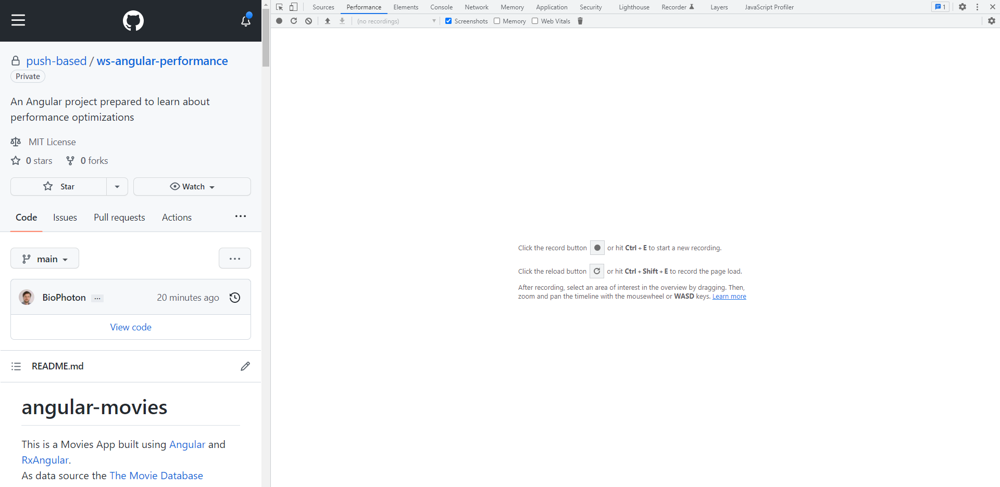 push-based / ws-angular-performance
Private
An Angular project prepared to learn about
performance optimizations
MIT License
0 stars 0 forks
Star Watch
Code Issues Pull requests Actions ...
main ...
BioPhoton ... 20 minutes ago
View code
README.md
angular-movies
This is a Movies App built using Angular and
RxAngular.
As data source the The Movie Database
Sources Performance Elements Console Network Memory Application Security Lighthouse Recorder Layers JavaScript Profiler 1
(no recordings) Screenshots Memory Web Vitals
Click the record button or hit Ctrl + E to start a new recording.
Click the reload button or hit Ctrl + Shift + E to record the page load.
After recording, select an area of interest in the overview by dragging. Then,
zoom and pan the timeline with the mousewheel or WASD keys. Learn more